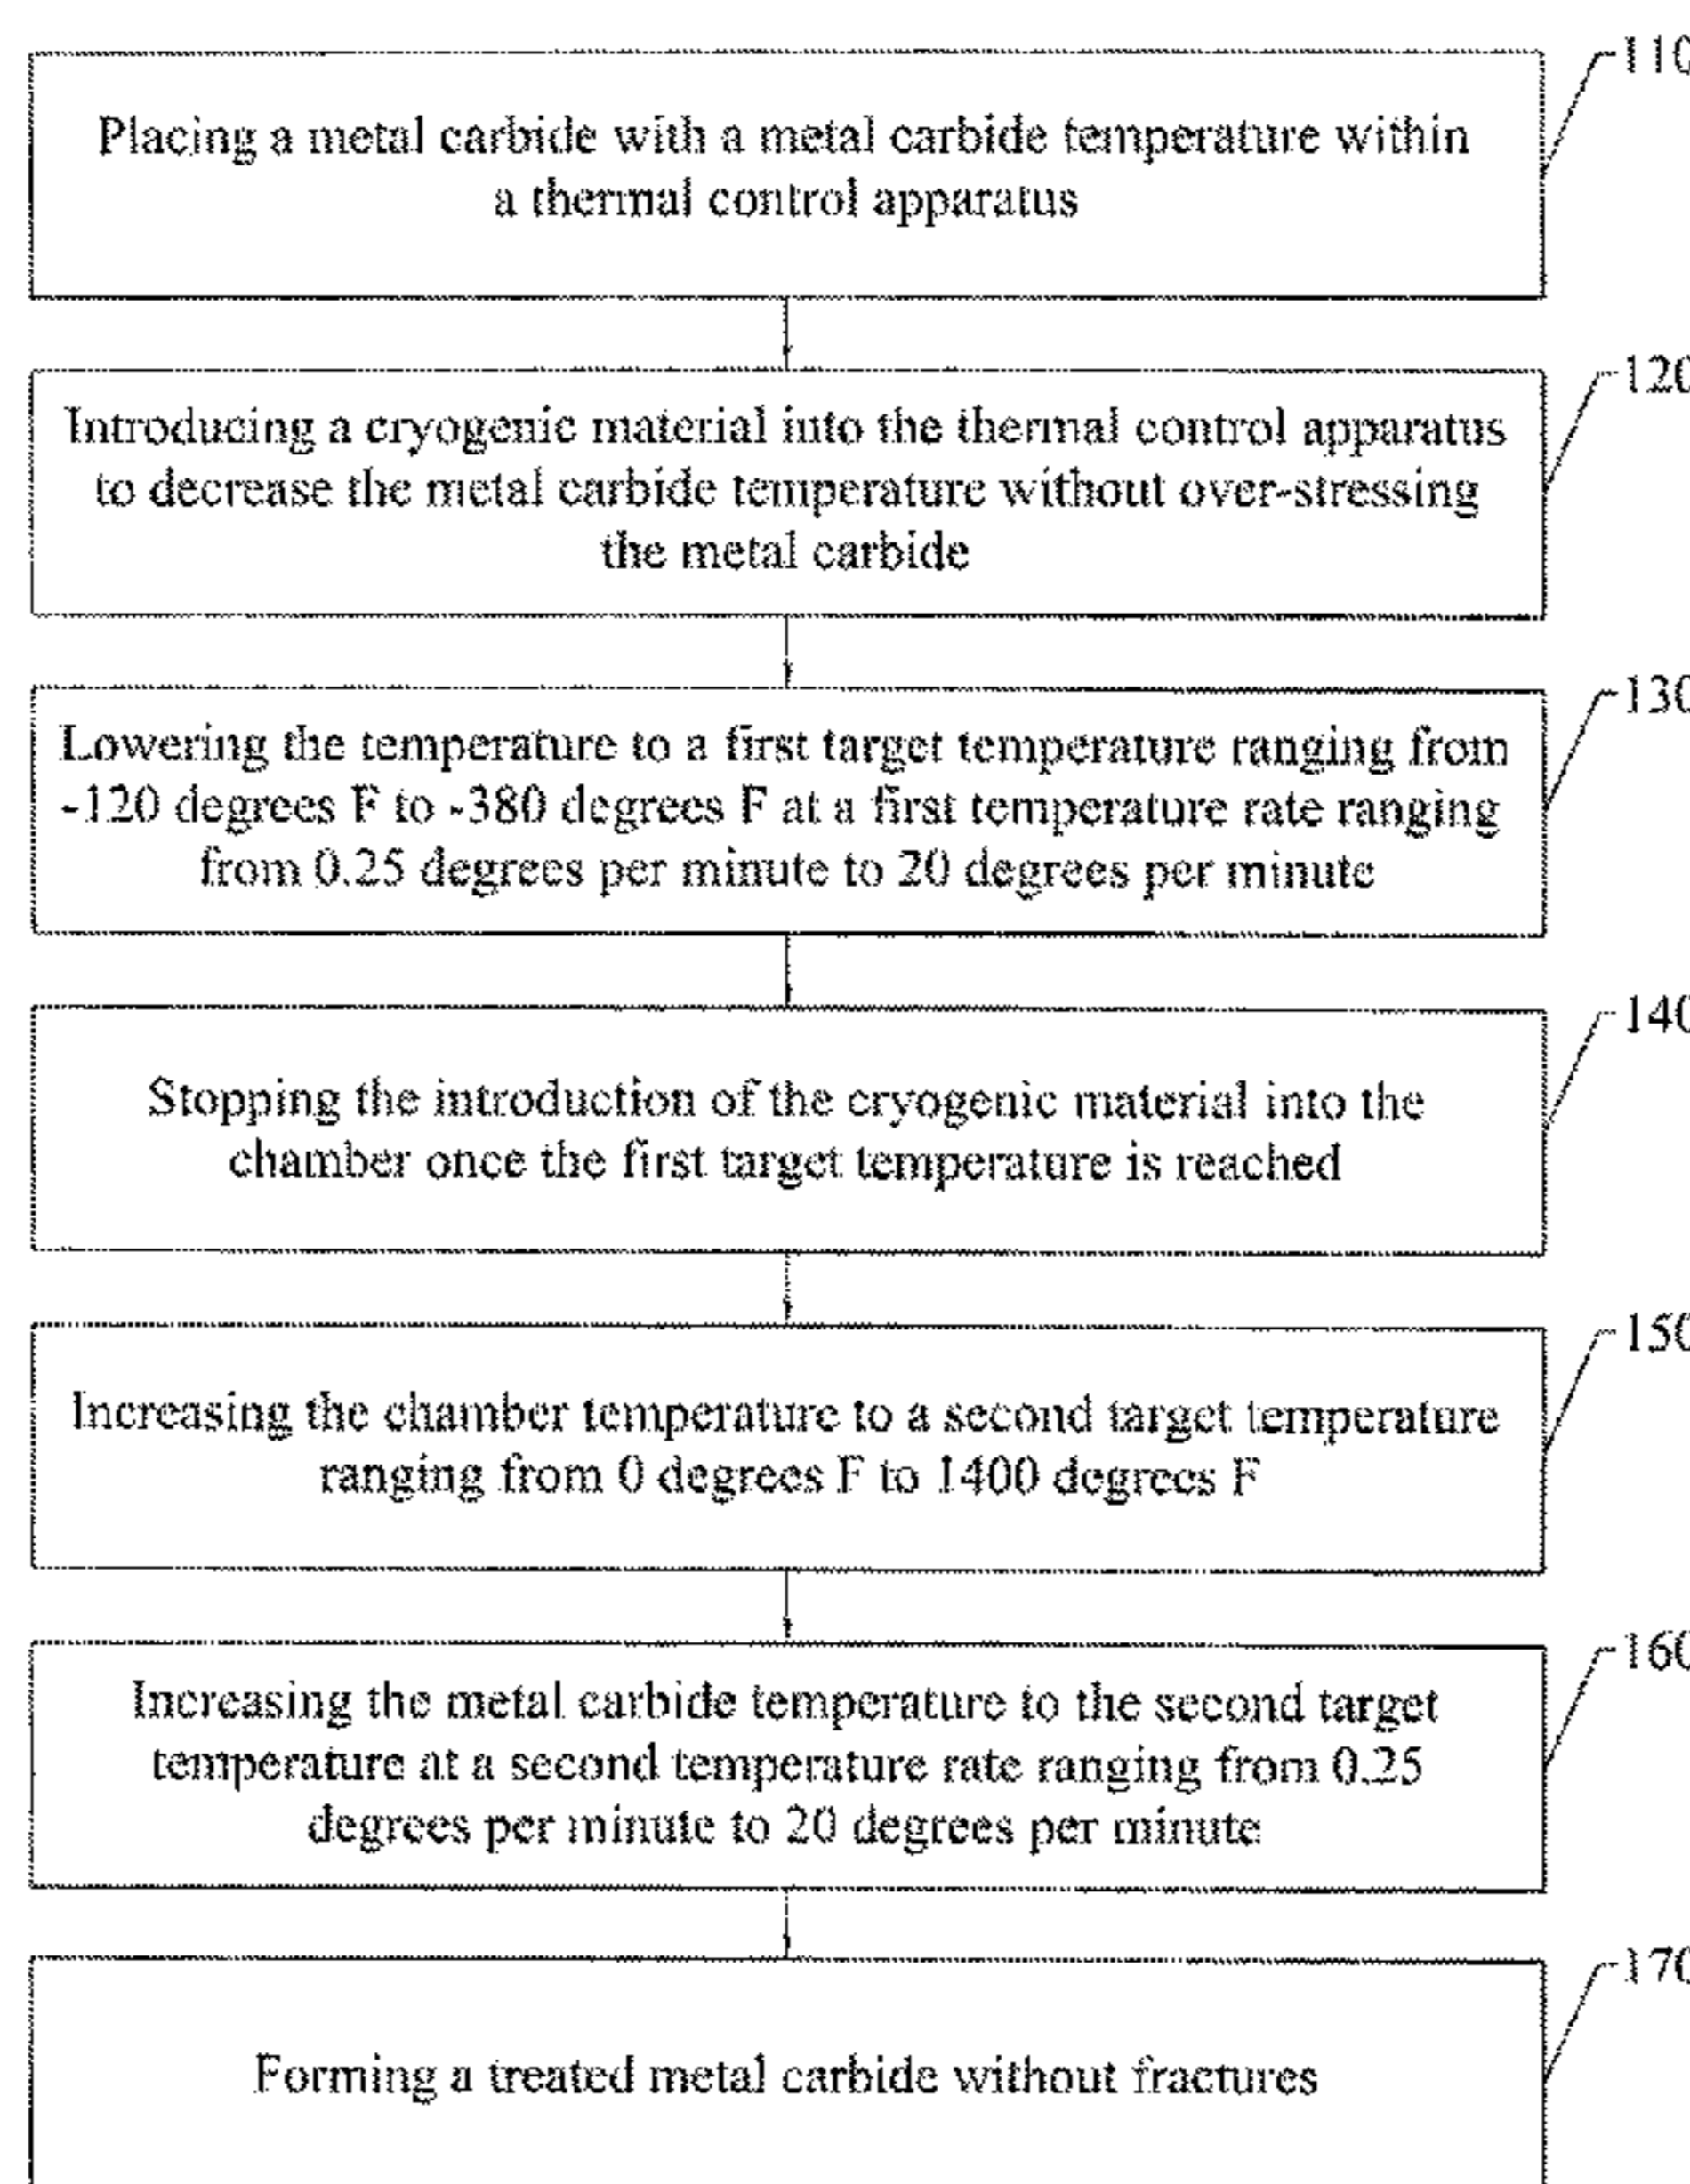 110
Placing a metal carbide with a metal carbide temperature within
a thermal control apparatus
120
Introducing a cryogenic material into the thermal control apparatus
to decrease the metal carbide temperature without over-stressing
the metal carbide
130
Lowering the temperature to a first target temperature ranging from
-120 degrees F to -380 degrees F at a first temperature rate ranging
from 0.25 degrees per minute to 20 degrees per minute
140
Stopping the introduction of the cryogenic material into the
chamber once the first target temperature is reached
150
Increasing the chamber temperature to a second target temperature
ranging from 0 degrees F to 1400 degrees F
160
Increasing the metal carbide temperature to the second target
temperature at a second temperature rate ranging from 0.25
degrees per minute to 20 degrees per minute
170
Forming a treated metal carbide without fractures